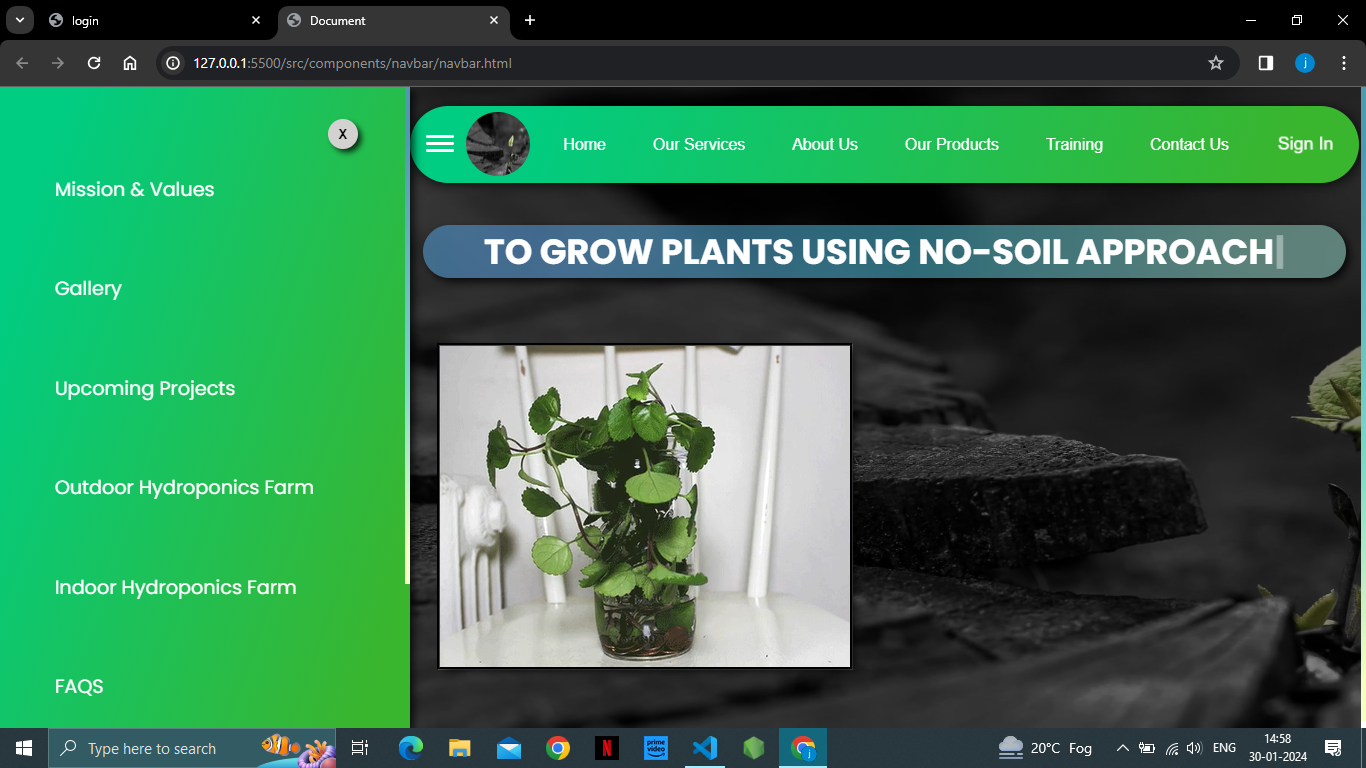 login
Document
127.0.0.1:5500/src/components/navbar/navbar.html
j
X
Mission & Values
Gallery
Upcoming Projects
Outdoor Hydroponics Farm
Indoor Hydroponics Farm
FAQS
Home Our Services About Us Our Products Training Contact Us Sign In
TO GROW PLANTS USING NO-SOIL APPROACH
Type here to search
N
prime video
j
20°C Fog
ENG
14:58
30-01-2024